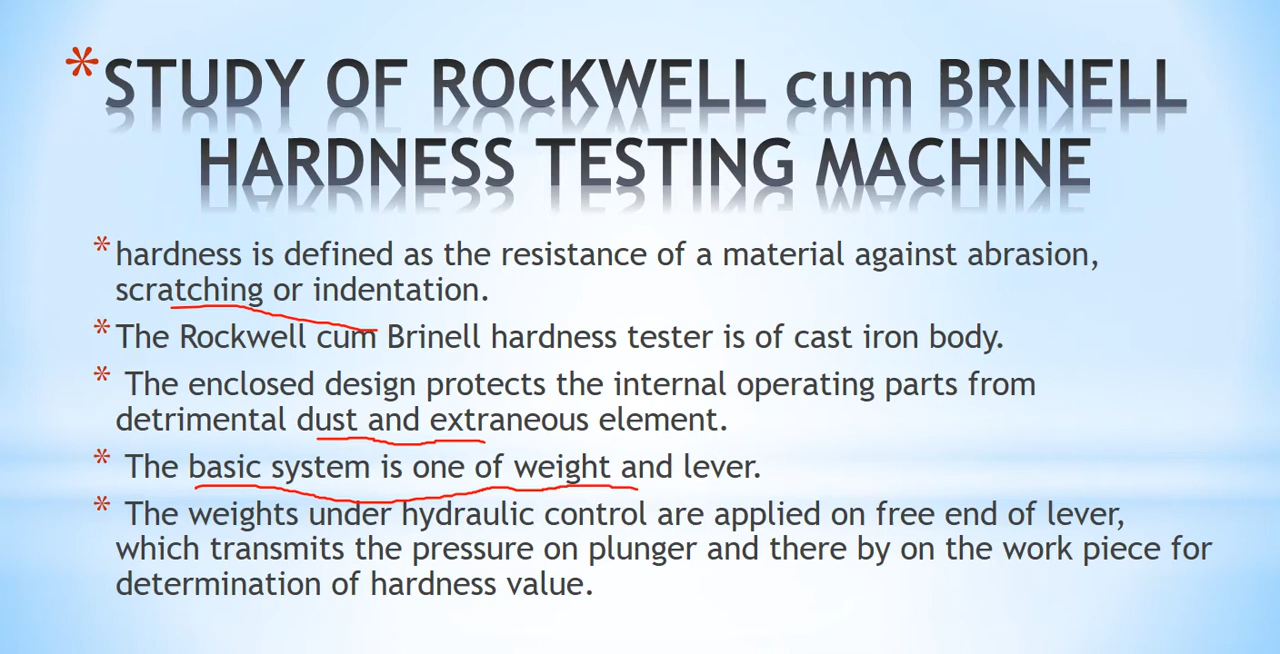 *STUDY OF ROCKWELL cum BRINELL
HARDNESS TESTING MACHINE
*hardness is defined as the resistance of a material against abrasion,
scratching or indentation.
*The Rockwell cum Brinell hardness tester is of cast iron body.
* The enclosed design protects the internal operating parts from
detrimental dust and extraneous element.
* The basic system is one of weight and lever.
* The weights under hydraulic control are applied on free end of lever,
which transmits the pressure on plunger and there by on the work piece for
determination of hardness value.